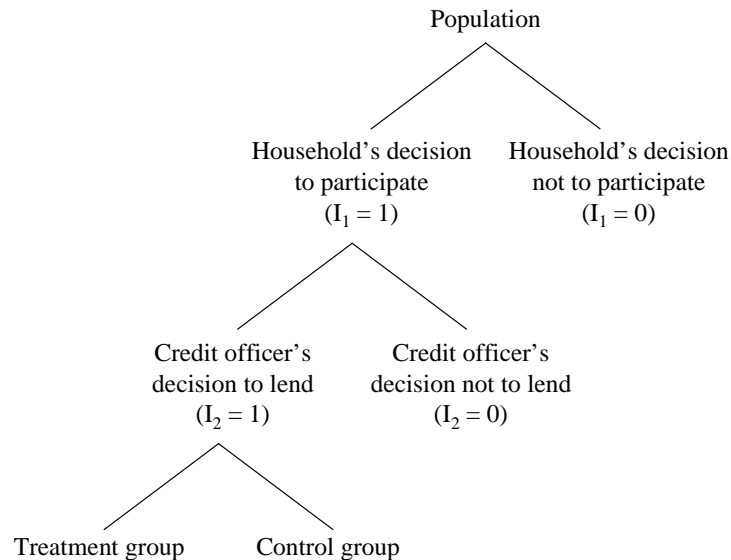 Population
Household’s decision
to participate
(I₁ = 1)
Household’s decision
not to participate
(I₁ = 0)
Credit officer’s
decision to lend
(I₂ = 1)
Credit officer’s
decision not to lend
(I₂ = 0)
Treatment group
Control group